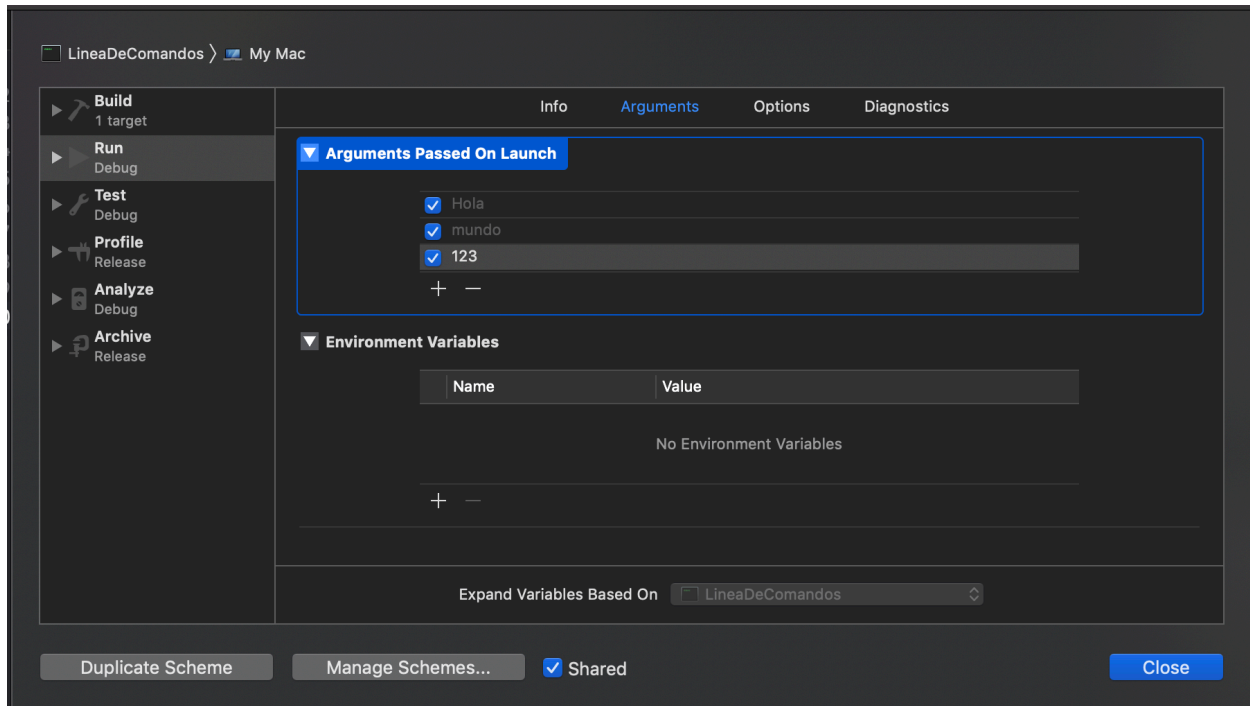 LineaDeComandos 〉 My Mac
Info Arguments Options Diagnostics
Build
1 target
Run
Debug
Test
Debug
Profile
Release
Analyze
Debug
Archive
Release
Arguments Passed On Launch
Hola
mundo
123
Environment Variables
Name Value
No Environment Variables
Expand Variables Based On LineaDeComandos
Duplicate Scheme Manage Schemes... Shared Close